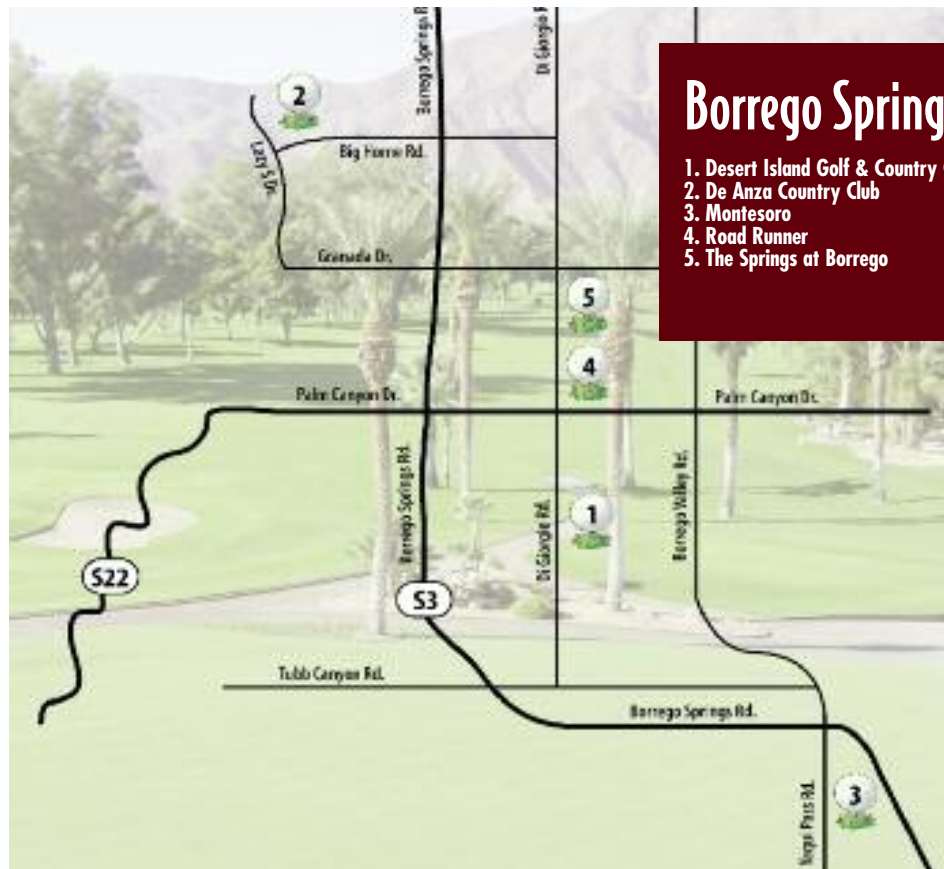 Borrego Springs R
Di Giorgio R
2
Borrego Spring
Lazy S Dr.
Big Horne Rd.
1. Desert Island Golf & Country
2. De Anza Country Club
3. Montesoro
4. Road Runner
5. The Springs at Borrego
Granada Dr.
5
4
Palm Canyon Dr.
Palm Canyon Dr.
Borrego Springs Rd.
Di Giorgio Rd.
Borrego Valley Rd.
1
S22
S3
Tubb Canyon Rd.
Borrego Springs Rd.
Yaqui Pass Rd.
3